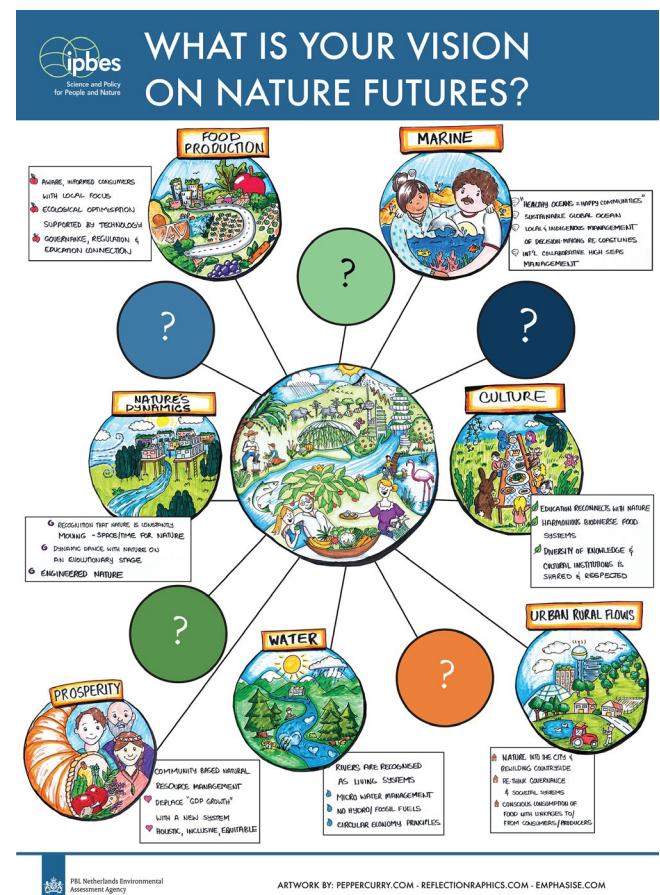 ipbes
Science and Policy
for People and Nature
WHAT IS YOUR VISION
ON NATURE FUTURES?
FOOD
PRODUCTION
AWARE, INFORMED CONSUMERS
WITH LOCAL FOCUS
ECOLOGICAL OPTIMISATION
SUPPORTED BY TECHNOLOGY
GOVERNANCE, REGULATION &
EDUCATION CONNECTION
MARINE
"HEALTHY OCEANS = HAPPY COMMUNITIES"
SUSTAINABLE GLOBAL OCEAN
LOCAL & INDIGENOUS MANAGEMENT
OF DECISION-MAKING RE: COASTLINES
INT'L COLLABORATIVE HIGH SEAS
MANAGEMENT
?
?
?
NATURE'S
DYNAMICS
RECOGNITION THAT NATURE IS CONSTANTLY
MOVING - SPACE/TIME FOR NATURE
DYNAMIC DANCE WITH NATURE ON
AN EVOLUTIONARY STAGE
ENGINEERED NATURE
CULTURE
EDUCATION RECONNECTS WITH NATURE
HARMONIOUS BIODIVERSE FOOD
SYSTEMS
DIVERSITY OF KNOWLEDGE &
CULTURAL INSTITUTIONS IS
SHARED & RESPECTED
?
?
PROSPERITY
COMMUNITY BASED NATURAL
RESOURCE MANAGEMENT
DEPLACE "GDP GROWTH"
WITH A NEW SYSTEM
HOLISTIC, INCLUSIVE, EQUITABLE
WATER
RIVERS ARE RECOGNISED
AS LIVING SYSTEMS
MICRO WATER MANAGEMENT
NO HYDRO/FOSSIL FUELS
CIRCULAR ECONOMY PRINCIPLES
URBAN RURAL FLOWS
NATURE INTO THE CITY &
REWILDING COUNTRYSIDE
RE-THINK GOVERNANCE
& SOCIETAL SYSTEMS
CONSCIOUS CONSUMPTION OF
FOOD WITH LINKAGES TO/
FROM CONSUMERS/PRODUCERS
PBL Netherlands Environmental
Assessment Agency
ARTWORK BY: PEPPERCURRY.COM - REFLECTIONRAPHICS.COM - EMPHASISE.COM